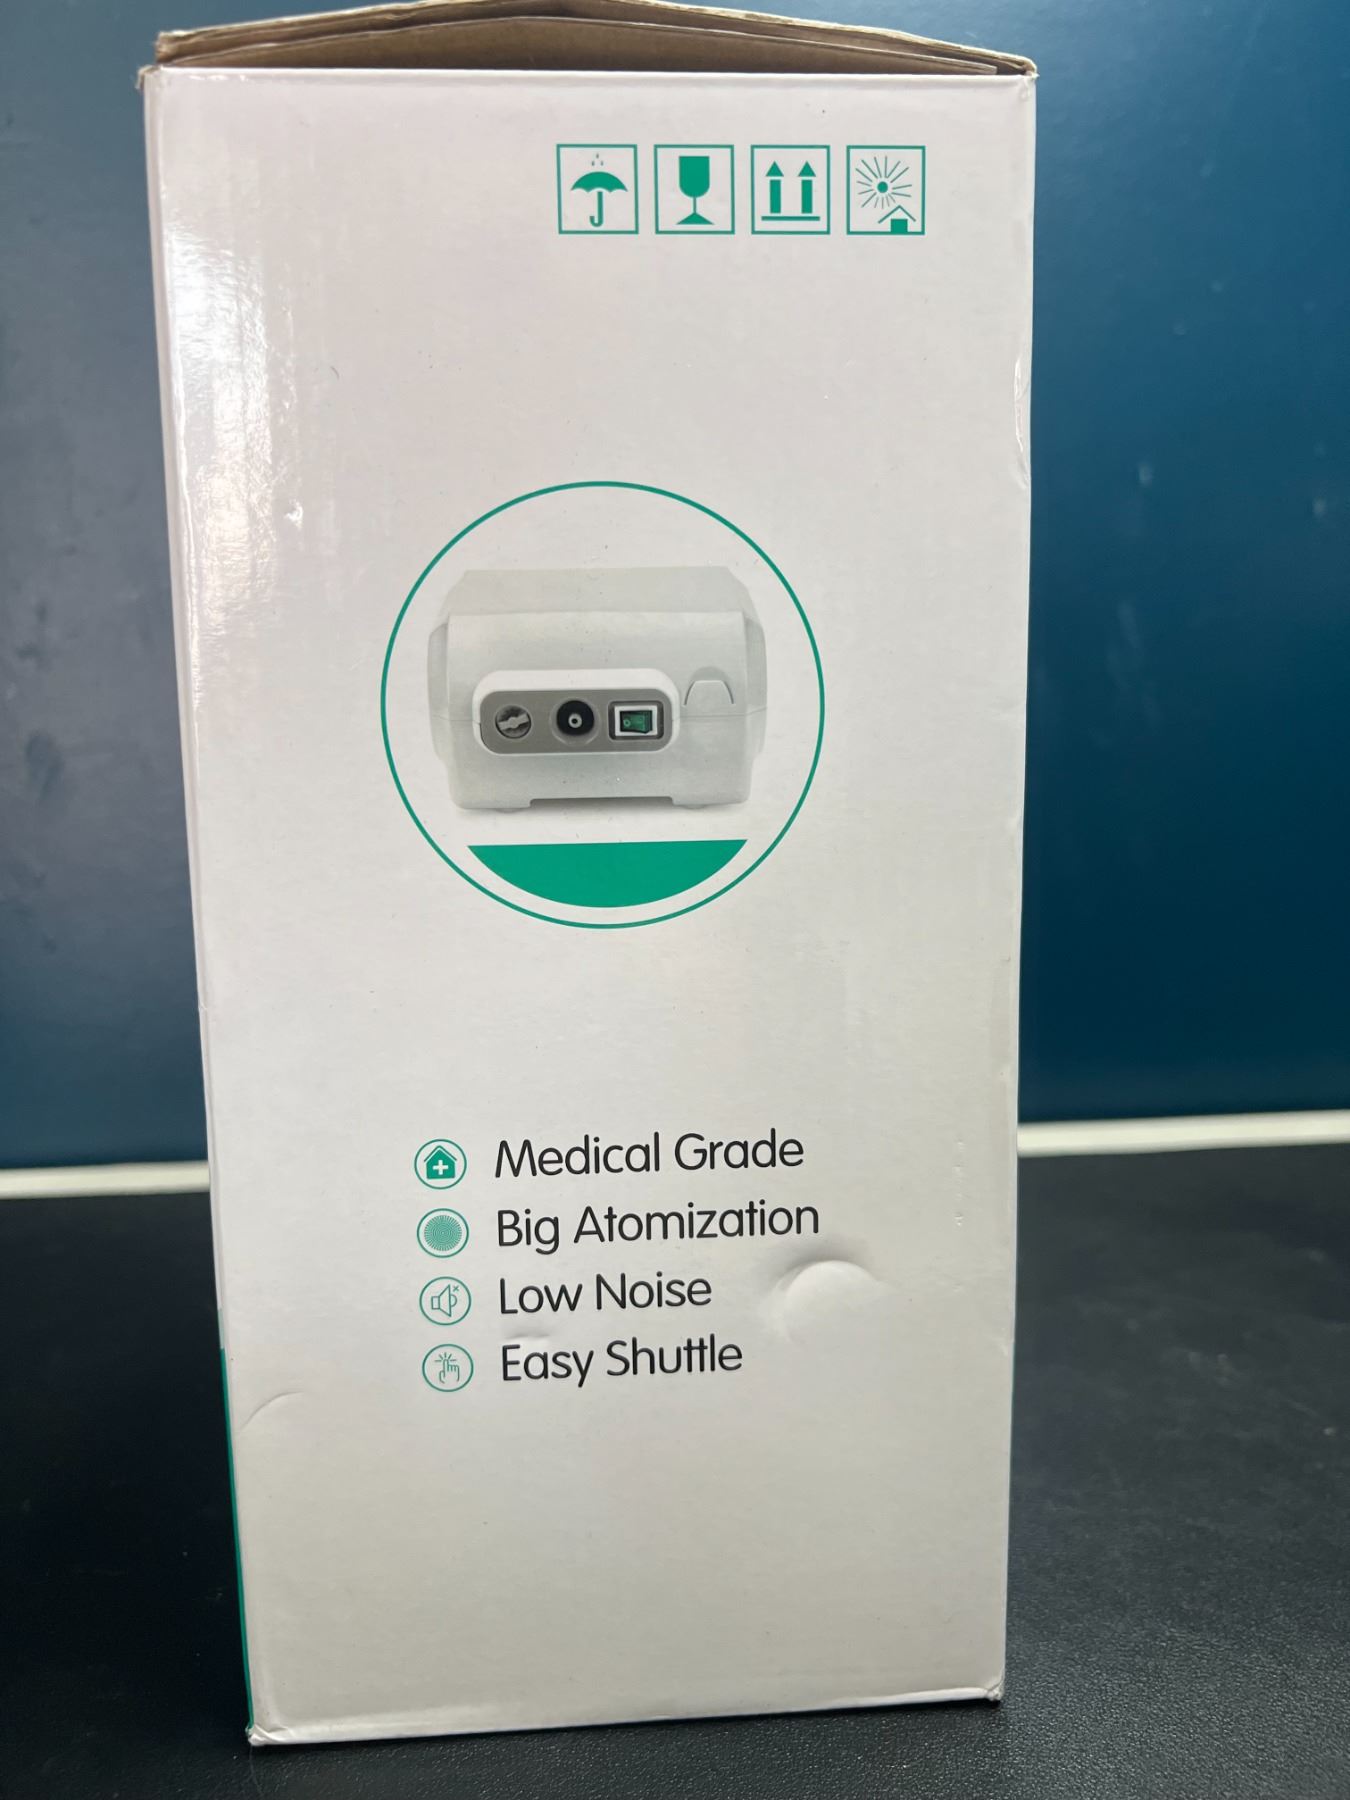 Medical Grade
Big Atomization
Low Noise
Easy Shuttle